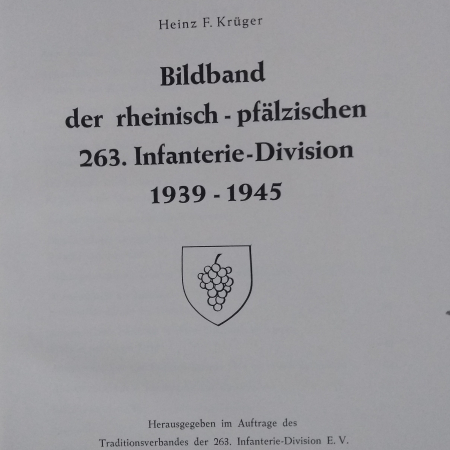 Heinz F. Krüger
Bildband
der rheinisch - pfälzischen
263. Infanterie-Division
1939 - 1945
Herausgegeben im Auftrage des
Traditionsverbandes der 263. Infanterie-Division E. V.